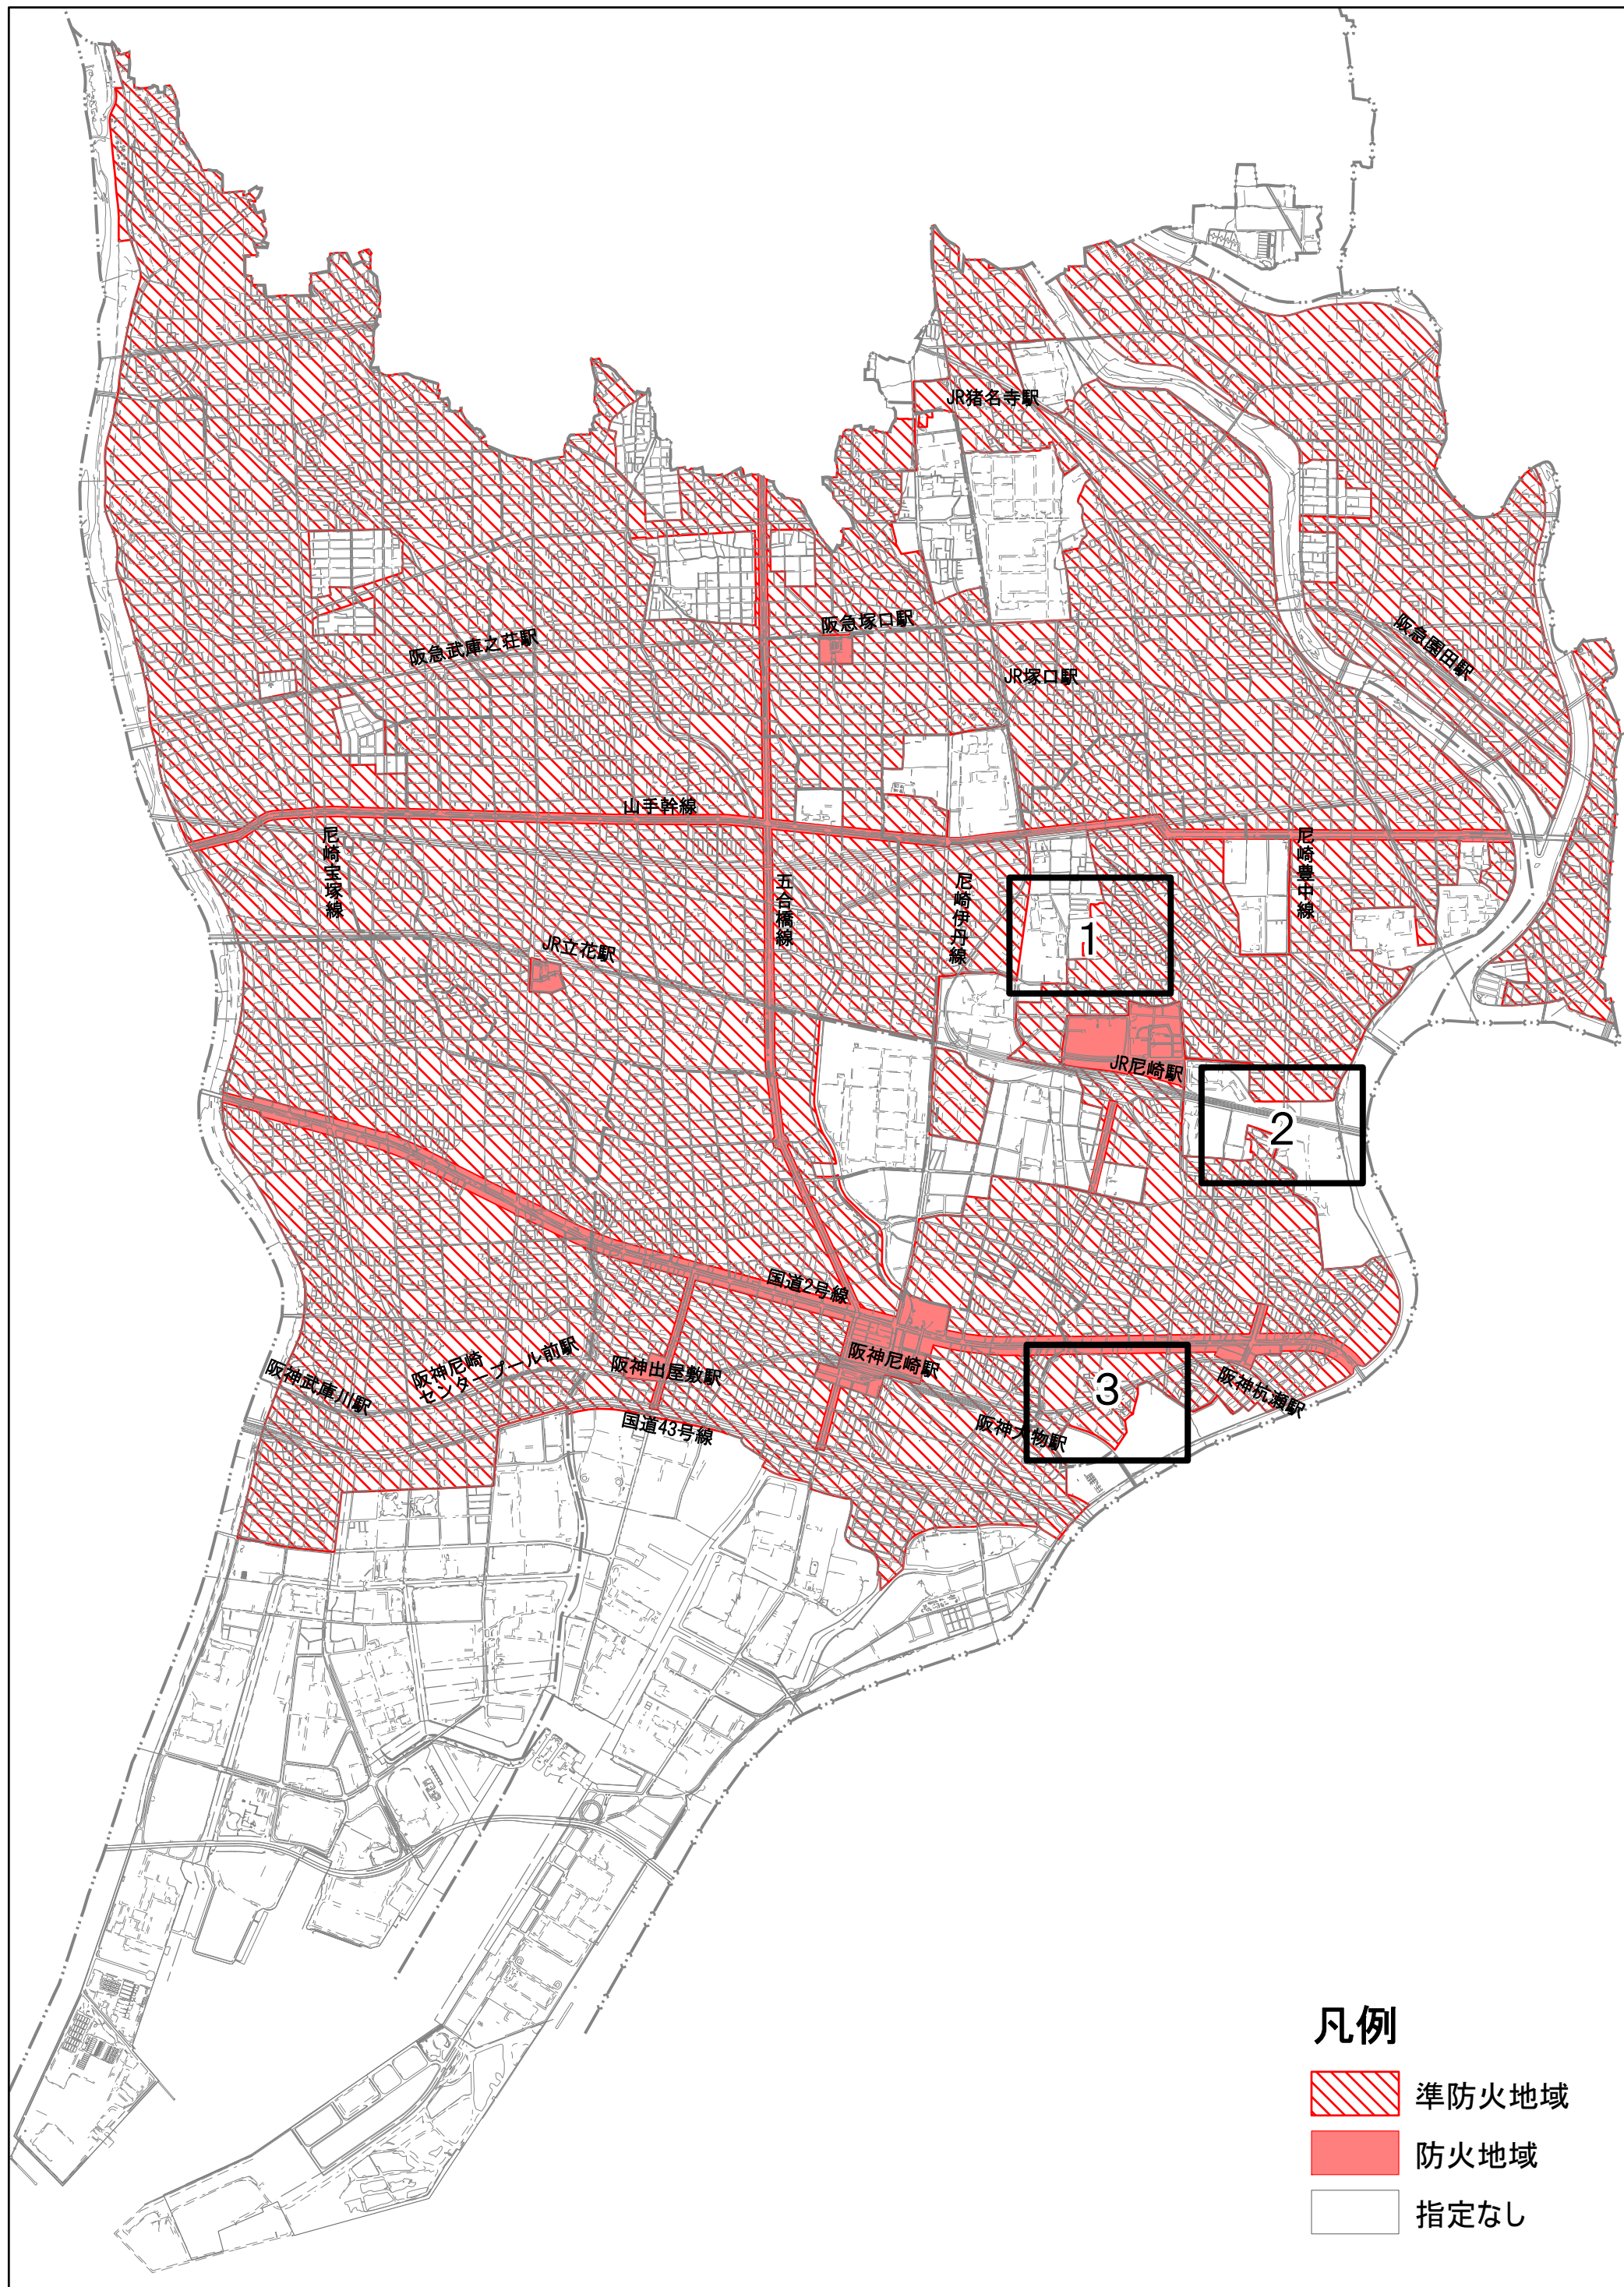 JR猪名寺駅
阪急塚口駅
阪急武庫之荘駅
阪急園田駅
JR塚口駅
山手幹線
尼崎宝塚線
五合橋線
尼崎伊丹線
尼崎豊中線
1
JR立花駅
JR尼崎駅
2
国道2号線
阪神尼崎駅
阪神出屋敷駅
阪神尼崎
センタープール前駅
阪神武庫川駅
国道43号線
阪神大物駅
3
阪神杭瀬駅
凡例
準防火地域
防火地域
指定なし